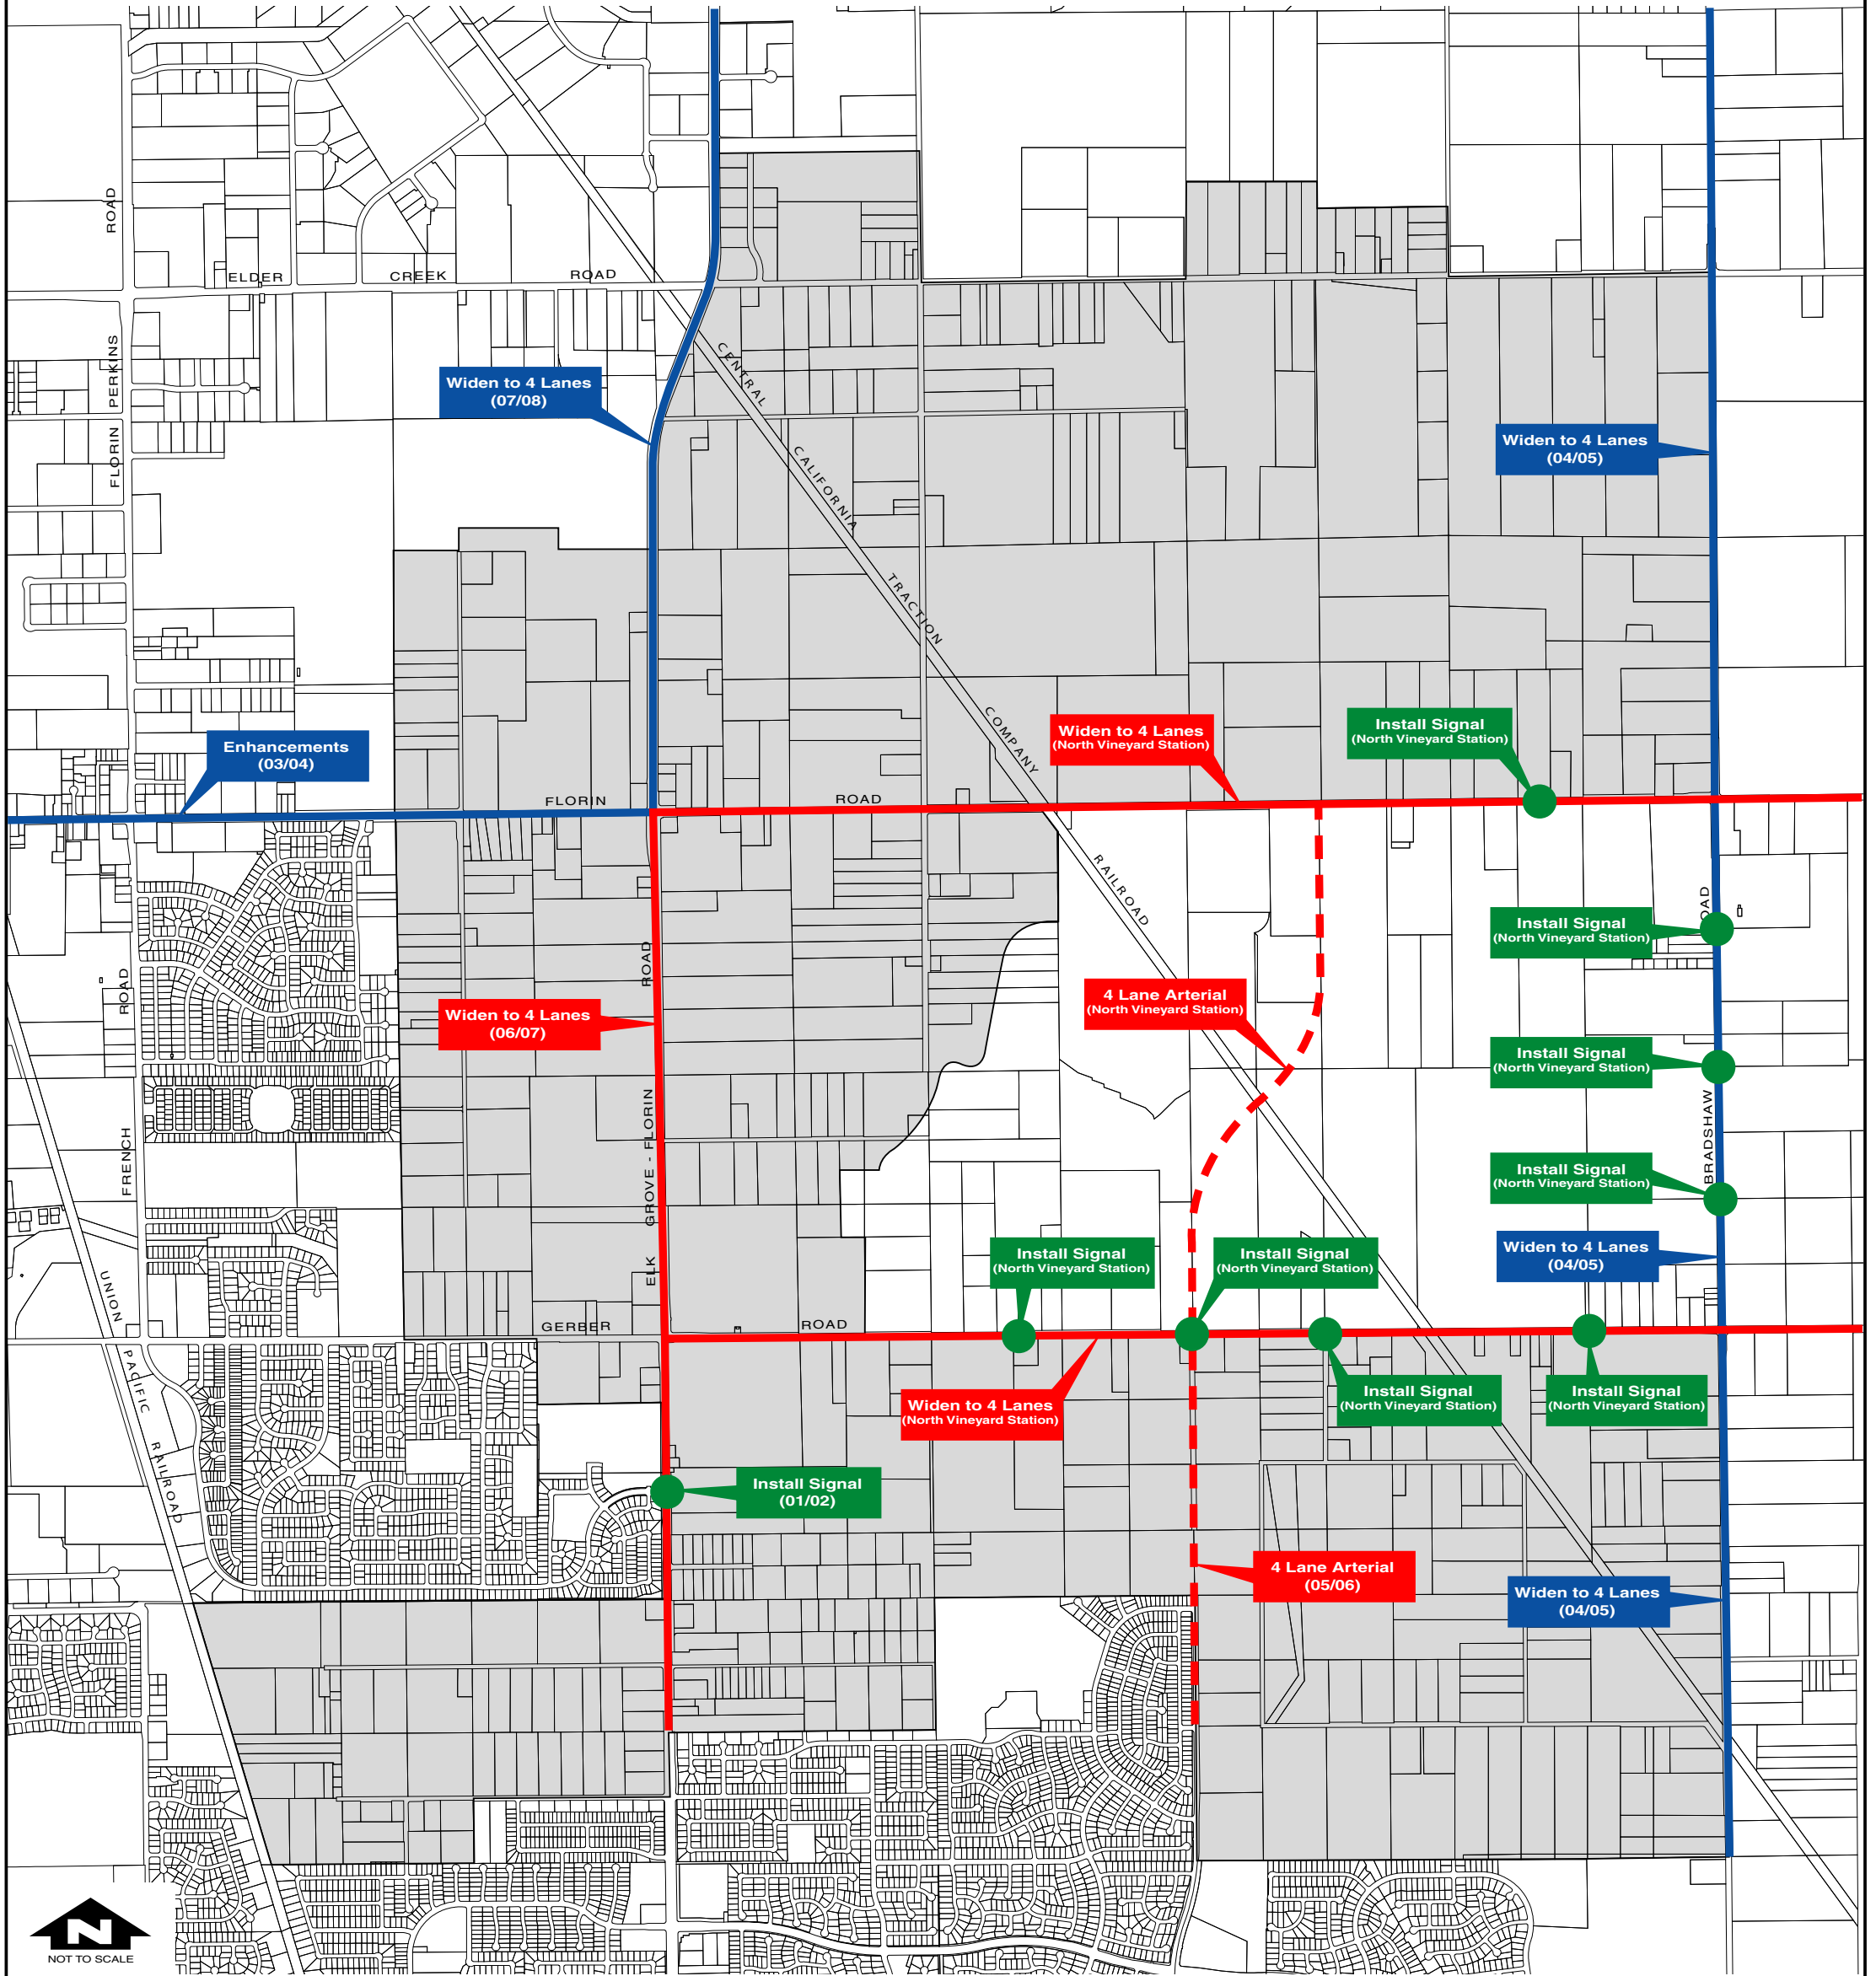 ROAD
ELDER CREEK ROAD
PERKINS
FLORIN
CENTRAL
CALIFORNIA
TRACTION
COMPANY
RAILROAD
Widen to 4 Lanes
(07/08)
Widen to 4 Lanes
(04/05)
Enhancements
(03/04)
Widen to 4 Lanes
(North Vineyard Station)
Install Signal
(North Vineyard Station)
FLORIN ROAD
OAD
Install Signal
(North Vineyard Station)
ROAD
ROAD
Widen to 4 Lanes
(06/07)
4 Lane Arterial
(North Vineyard Station)
Install Signal
(North Vineyard Station)
FRENCH
GROVE - FLORIN
ELK
BRADSHAW
Install Signal
(North Vineyard Station)
Install Signal
(North Vineyard Station)
Install Signal
(North Vineyard Station)
Widen to 4 Lanes
(04/05)
UNION
PACIFIC
RAILROAD
GERBER ROAD
Widen to 4 Lanes
(North Vineyard Station)
Install Signal
(North Vineyard Station)
Install Signal
(North Vineyard Station)
Install Signal
(01/02)
4 Lane Arterial
(05/06)
Widen to 4 Lanes
(04/05)
N
NOT TO SCALE